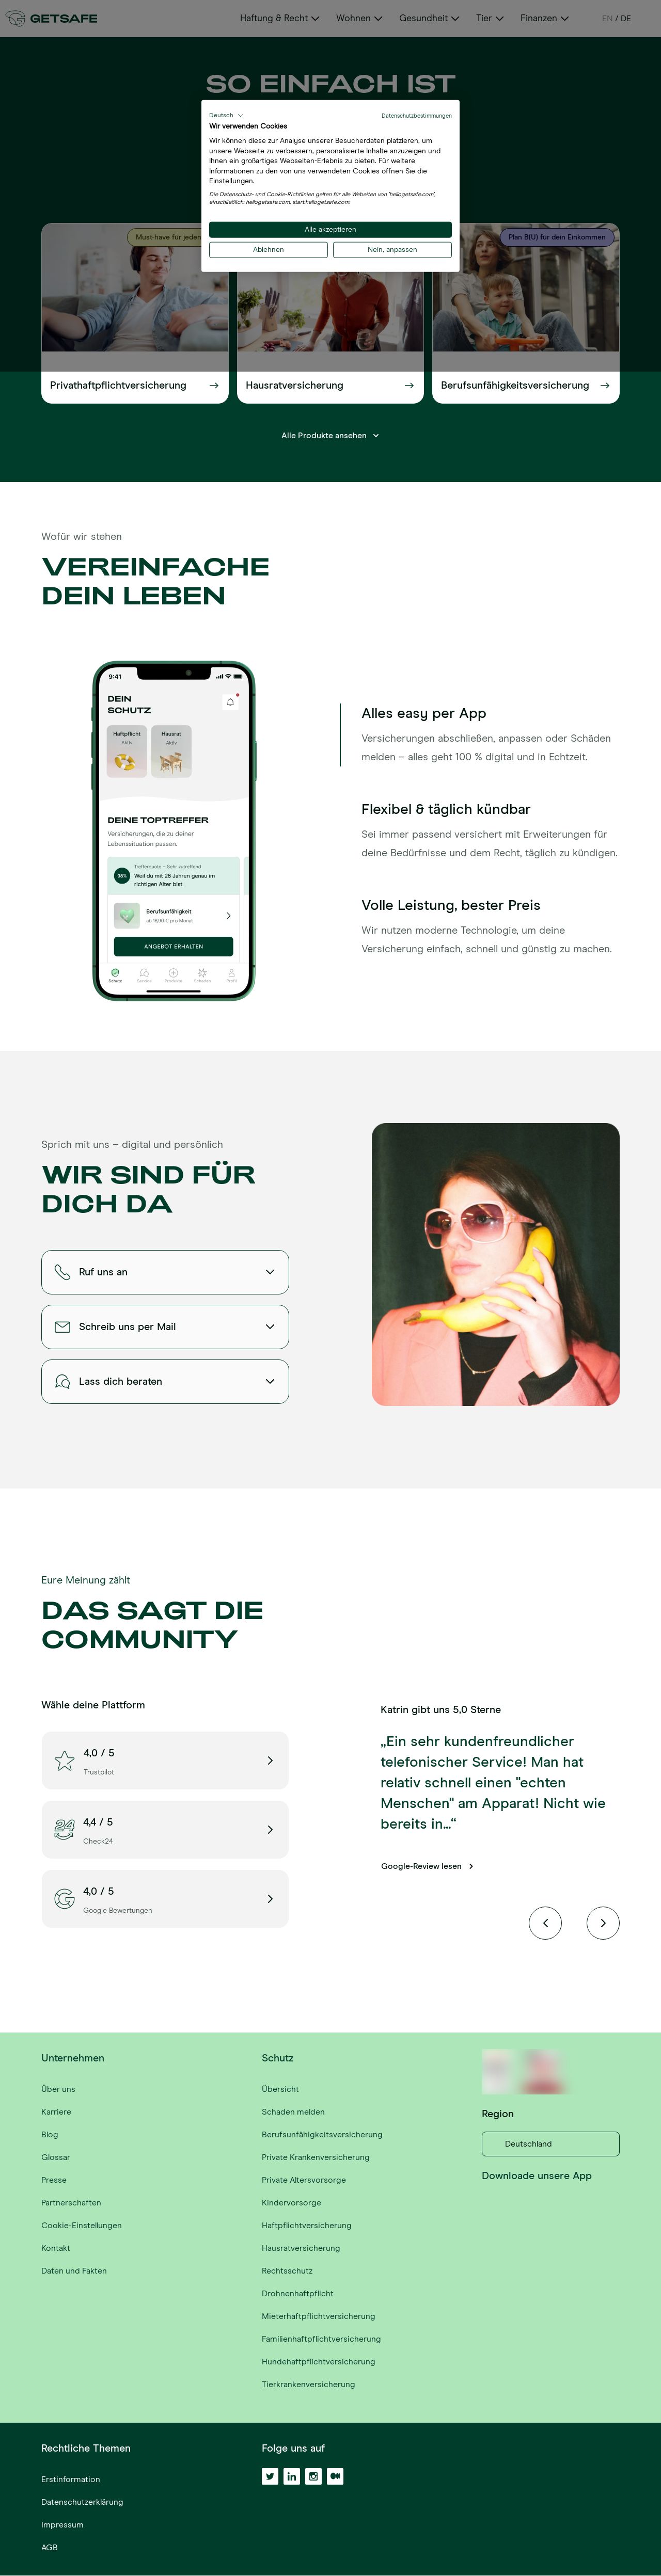 GETSAFE
Haftung & Recht
Wohnen
Gesundheit
Tier
Finanzen
EN / DE
SO EINFACH IST
Deutsch
Datenschutzbestimmungen
Wir verwenden Cookies
Wir können diese zur Analyse unserer Besucherdaten platzieren, um
unsere Webseite zu verbessern, personalisierte Inhalte anzuzeigen und
Ihnen ein großartiges Webseiten-Erlebnis zu bieten. Für weitere
Informationen zu den von uns verwendeten Cookies öffnen Sie die
Einstellungen.
Die Datenschutz- und Cookie-Richtlinien gelten für alle Webeiten von 'hellogetsafe.com',
einschließlich: hellogetsafe.com, start.hellogetsafe.com.
Alle akzeptieren
Ablehnen
Nein, anpassen
Must-have für jeden
Plan B(U) für dein Einkommen
Privathaftpflichtversicherung
Hausratversicherung
Berufsunfähigkeitsversicherung
Alle Produkte ansehen
Wofür wir stehen
VEREINFACHE
DEIN LEBEN
9:41
DEIN
SCHUTZ
Haftpflicht
Aktiv
Hausrat
Aktiv
DEINE TOPTREFFER
Versicherungen, die zu deiner
Lebenssituation passen.
Treffenquote – Sehr zutreffend
98%
Weil du mit 28 Jahren genau im
richtigen Alter bist
Berufsunfähigkeit
ab 16,90 € pro Monat
ANGEBOT ERHALTEN
Schutz
Service
Produkte
Schaden
Profil
Alles easy per App
Versicherungen abschließen, anpassen oder Schäden
melden – alles geht 100 % digital und in Echtzeit.
Flexibel & täglich kündbar
Sei immer passend versichert mit Erweiterungen für
deine Bedürfnisse und dem Recht, täglich zu kündigen.
Volle Leistung, bester Preis
Wir nutzen moderne Technologie, um deine
Versicherung einfach, schnell und günstig zu machen.
Sprich mit uns – digital und persönlich
WIR SIND FÜR
DICH DA
Ruf uns an
Schreib uns per Mail
Lass dich beraten
Eure Meinung zählt
DAS SAGT DIE
COMMUNITY
Wähle deine Plattform
4,0 / 5
Trustpilot
24
4,4 / 5
Check24
4,0 / 5
Google Bewertungen
Katrin gibt uns 5,0 Sterne
„Ein sehr kundenfreundlicher
telefonischer Service! Man hat
relativ schnell einen "echten
Menschen" am Apparat! Nicht wie
bereits in...“
Google-Review lesen
Unternehmen
Über uns
Karriere
Blog
Glossar
Presse
Partnerschaften
Cookie-Einstellungen
Kontakt
Daten und Fakten
Schutz
Übersicht
Schaden melden
Berufsunfähigkeitsversicherung
Private Krankenversicherung
Private Altersvorsorge
Kindervorsorge
Haftpflichtversicherung
Hausratversicherung
Rechtsschutz
Drohnenhaftpflicht
Mieterhaftpflichtversicherung
Familienhaftpflichtversicherung
Hundehaftpflichtversicherung
Tierkrankenversicherung
Region
Deutschland
Downloade unsere App
Rechtliche Themen
Erstinformation
Datenschutzerklärung
Impressum
AGB
Folge uns auf